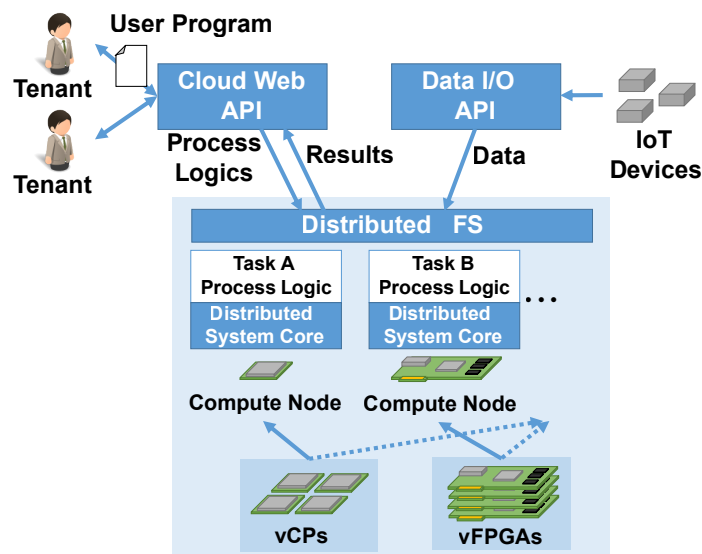 User Program
Tenant
Tenant
Cloud Web
API
Data I/O
API
IoT
Devices
Process
Logics
Results
Data
Distributed FS
Task A
Process Logic
Distributed
System Core
Task B
Process Logic
Distributed
System Core
...
Compute Node
Compute Node
vCPs
vFPGAs